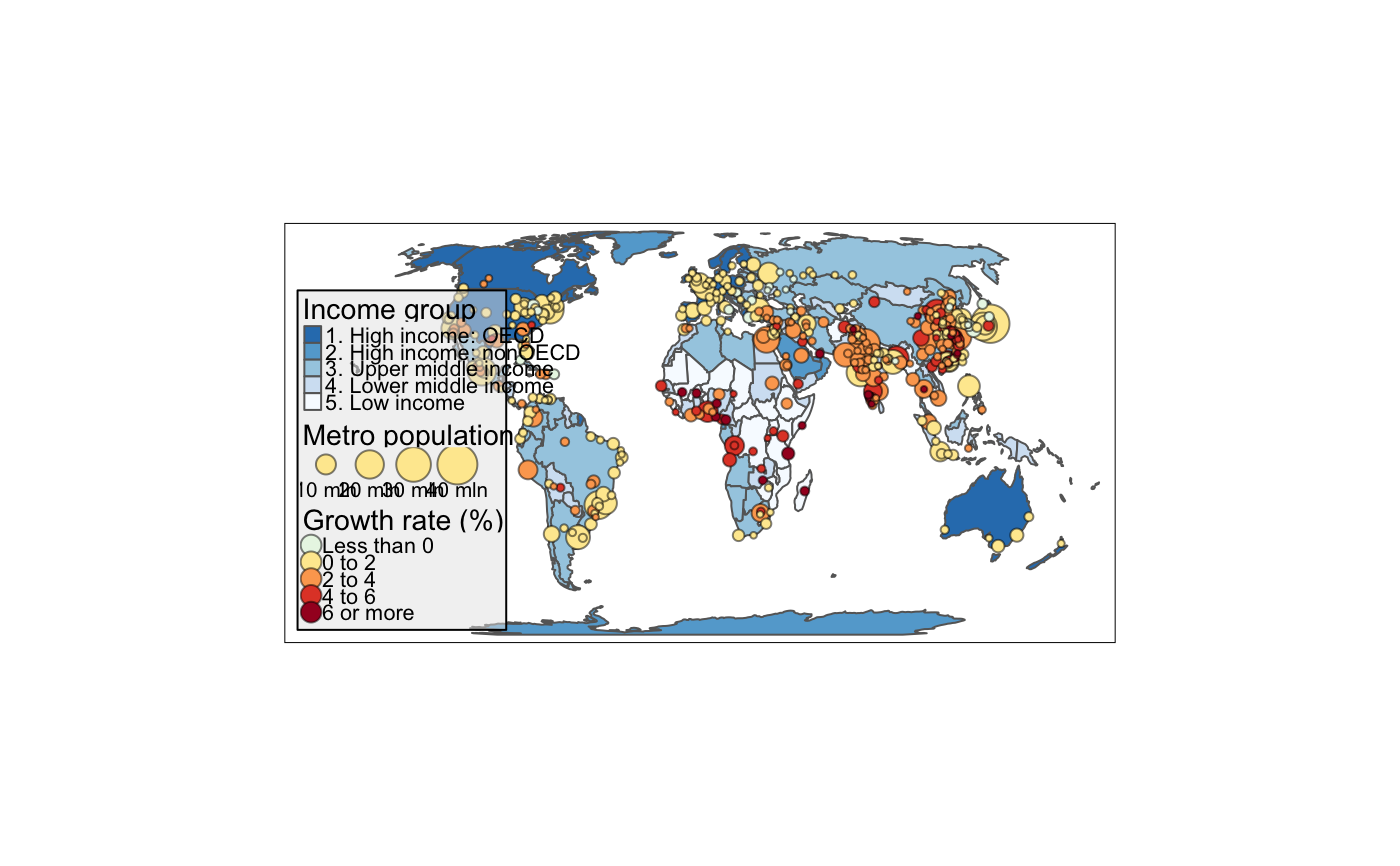 Income group
1. High income: OECD
2. High income: nonOECD
3. Upper middle income
4. Lower middle income
5. Low income
Metro population
10 mln 20 mln 30 mln 40 mln
Growth rate (%)
Less than 0
0 to 2
2 to 4
4 to 6
6 or more